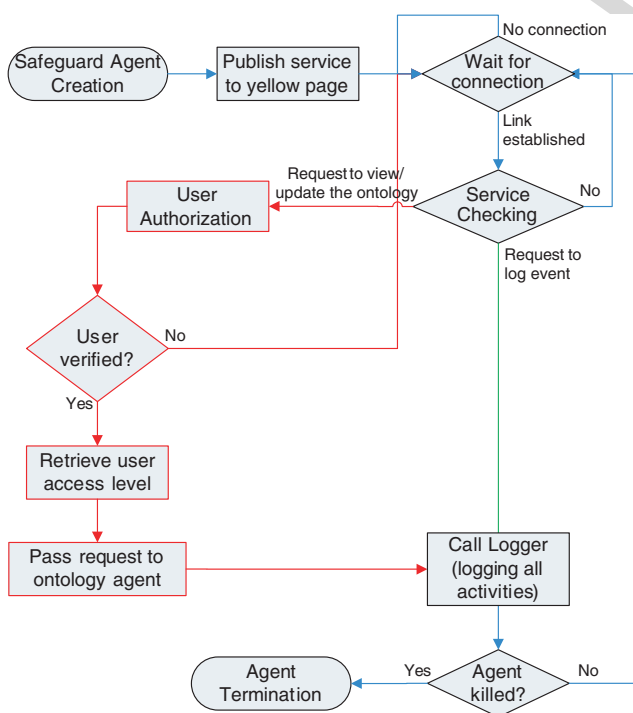 No connection
Safeguard Agent
Creation
Publish service
to yellow page
Wait for
connection
Link
established
Request to view/
update the ontology
User
Authorization
Service
Checking
No
Request to
log event
User
verified?
No
Yes
Retrieve user
access level
Pass request to
ontology agent
Call Logger
(logging all
activities)
Agent
Termination
Yes
Agent
killed?
No